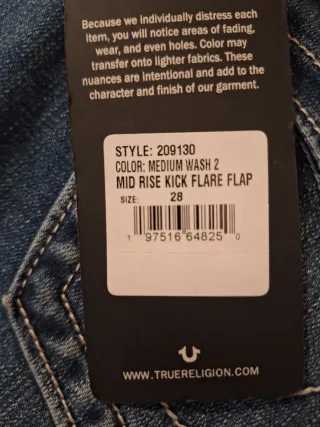 Because we individually distress each
item, you will notice areas of fading,
wear, and even holes. Color may
transfer onto lighter fabrics. These
nuances are intentional and add to the
character and finish of our garment.
STYLE: 209130
COLOR: MEDIUM WASH 2
MID RISE KICK FLARE FLAP
SIZE: 28
1 97516 64825 0
WWW.TRUERELIGION.COM